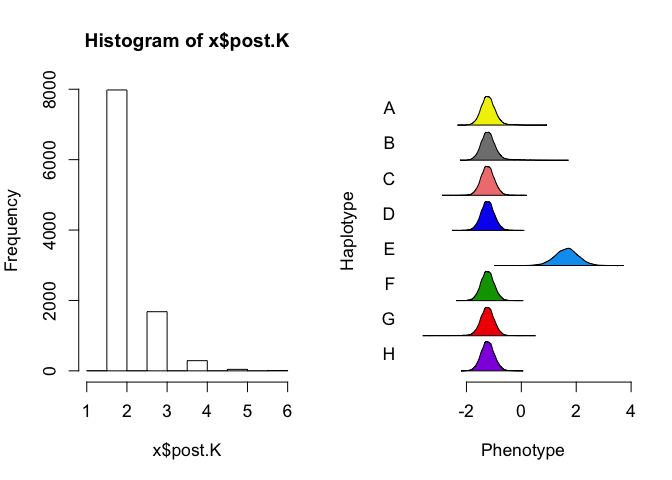 Histogram of x$post.K
Frequency
0
2000
4000
6000
8000
1 2 3 4 5 6
x$post.K
Haplotype
A
B
C
D
E
F
G
H
-2 0 2 4
Phenotype